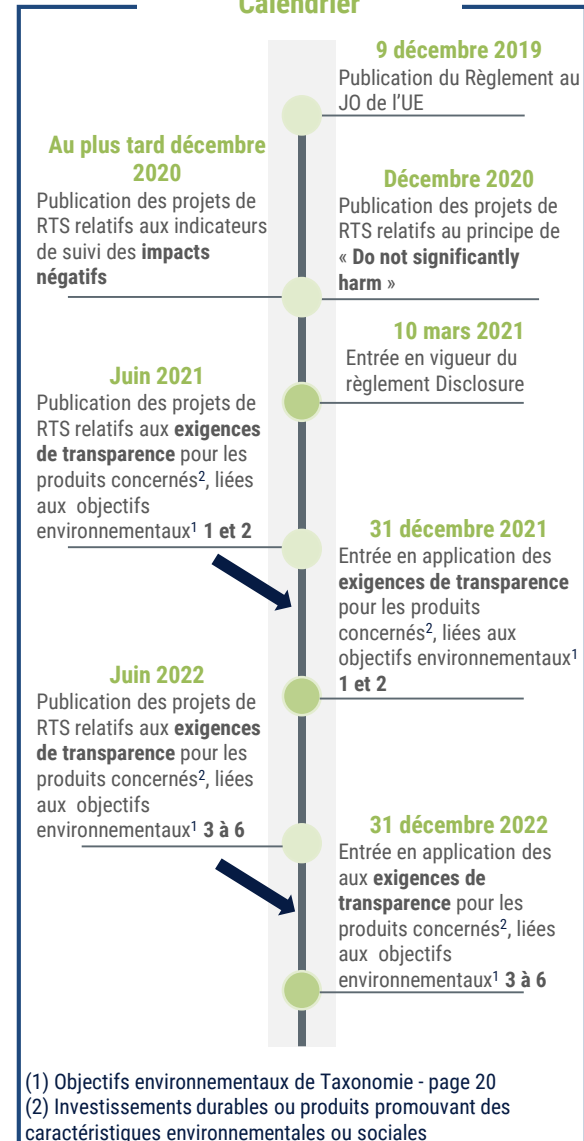 Calendrier
9 décembre 2019
Publication du Règlement au
JO de l'UE
Au plus tard décembre
2020
Publication des projets de
RTS relatifs aux indicateurs
de suivi des impacts
négatifs
Décembre 2020
Publication des projets de
RTS relatifs au principe de
« Do not significantly
harm »
10 mars 2021
Entrée en vigueur du
règlement Disclosure
Juin 2021
Publication des projets de
RTS relatifs aux exigences
de transparence pour les
produits concernés², liées
aux objectifs
environnementaux¹ 1 et 2
31 décembre 2021
Entrée en application des
exigences de transparence
pour les produits
concernés², liées aux
objectifs environnementaux¹
1 et 2
Juin 2022
Publication des projets de
RTS relatifs aux exigences
de transparence pour les
produits concernés², liées
aux objectifs
environnementaux¹ 3 à 6
31 décembre 2022
Entrée en application des
aux exigences de
transparence pour les
produits concernés², liées
aux objectifs
environnementaux¹ 3 à 6
(1) Objectifs environnementaux de Taxonomie - page 20
(2) Investissements durables ou produits promouvant des
caractéristiques environnementales ou sociales